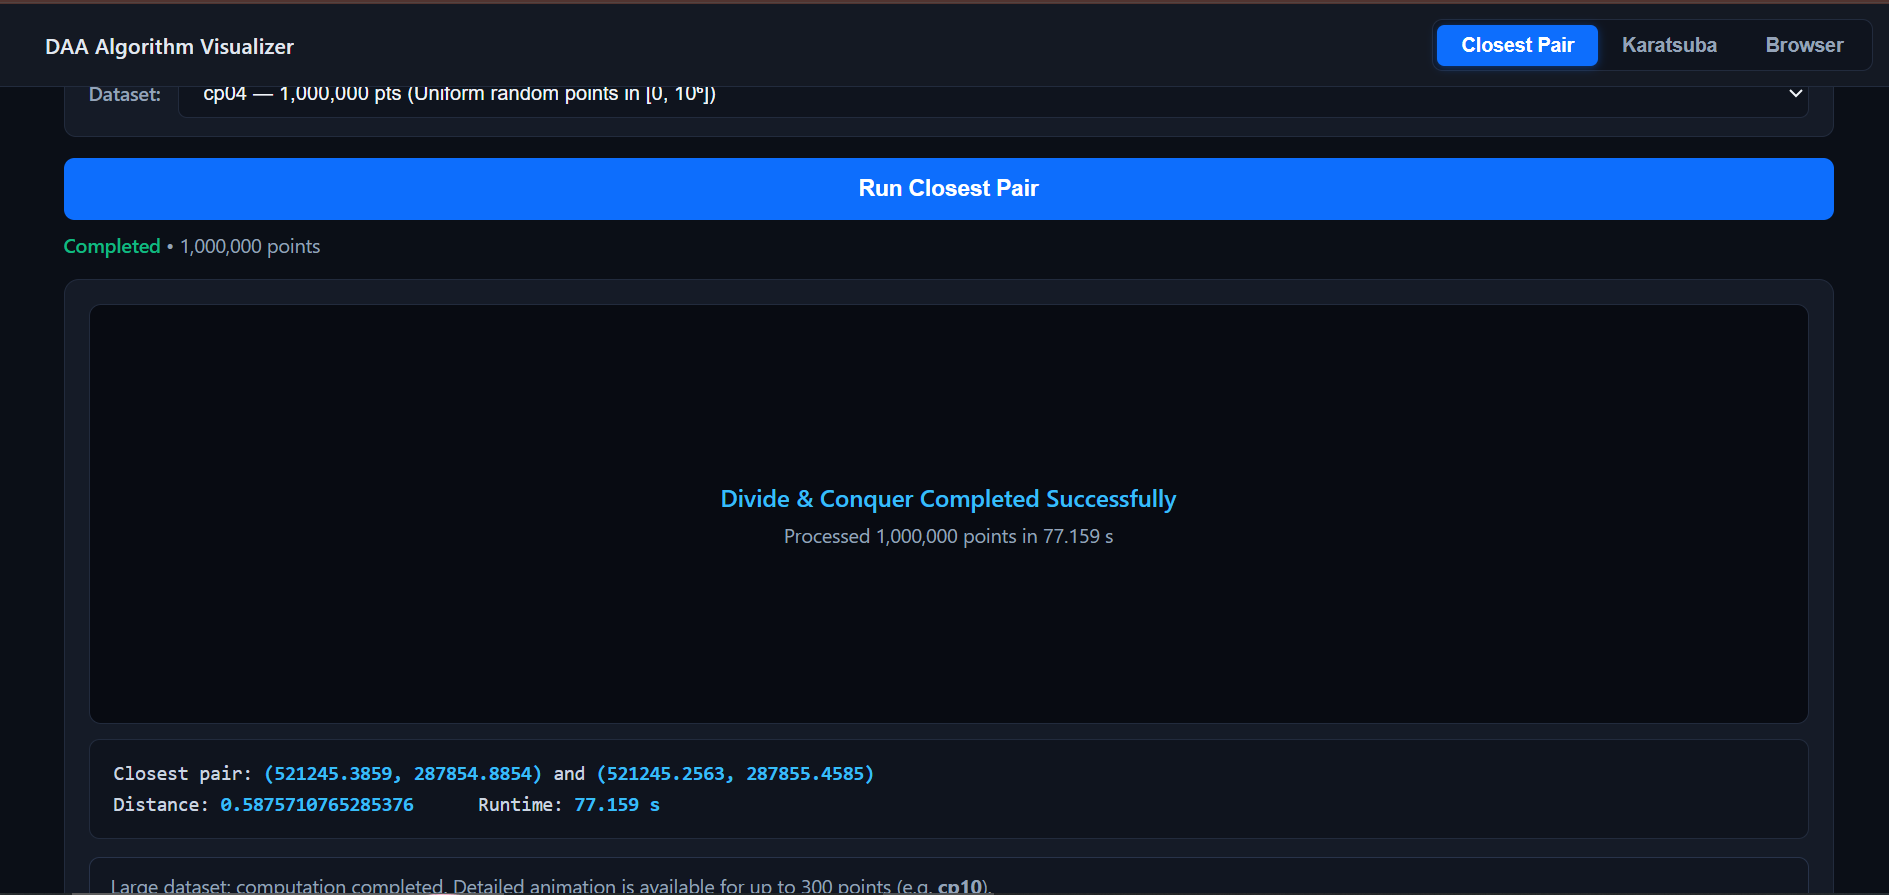 DAA Algorithm Visualizer
Closest Pair Karatsuba Browser
Dataset: cp04 — 1,000,000 pts (Uniform random points in [0, 10⁶])
Run Closest Pair
Completed • 1,000,000 points
Divide & Conquer Completed Successfully
Processed 1,000,000 points in 77.159 s
Closest pair: (521245.3859, 287854.8854) and (521245.2563, 287855.4585)
Distance: 0.5875710765285376 Runtime: 77.159 s
Large dataset: computation completed. Detailed animation is available for up to 300 points (e.g. cp10).